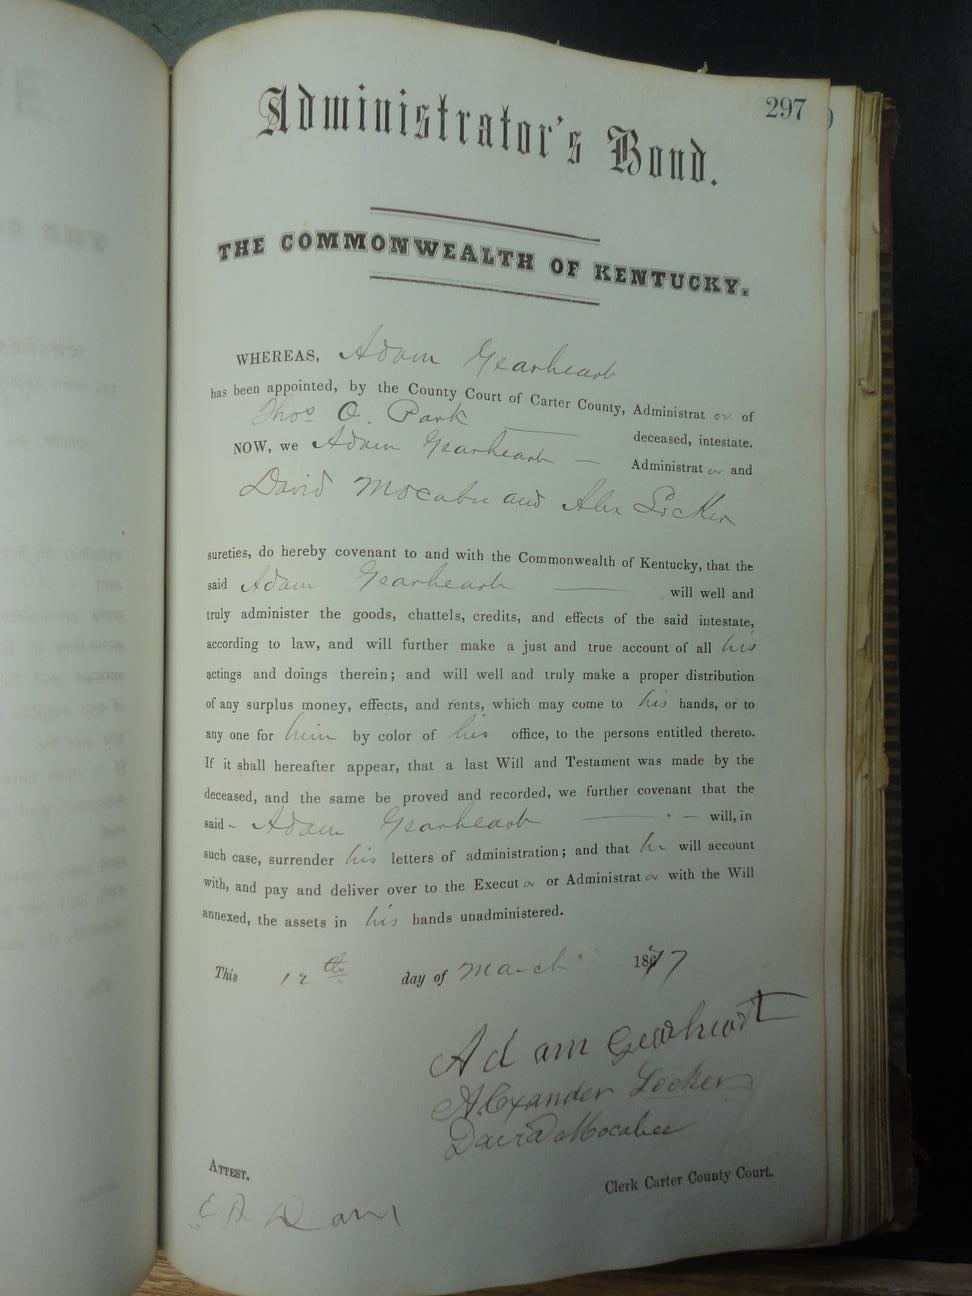 297
Administrator's Bond.
THE COMMONWEALTH OF KENTUCKY.
WHEREAS, Adam Gearheart
has been appointed, by the County Court of Carter County, Administrator of
Thos O. Park deceased, intestate.
NOW, we Adam Gearheart — Administrator and
David Mocabee and Alex Locker
sureties, do hereby covenant to and with the Commonwealth of Kentucky, that the
said Adam Gearheart — will well and
truly administer the goods, chattels, credits, and effects of the said intestate,
according to law, and will further make a just and true account of all his
actings and doings therein; and will well and truly make a proper distribution
of any surplus money, effects, and rents, which may come to his hands, or to
any one for him by color of his office, to the persons entitled thereto.
If it shall hereafter appear, that a last Will and Testament was made by the
deceased, and the same be proved and recorded, we further covenant that the
said - Adam Gearheart — - — will, in
such case, surrender his letters of administration; and that he will account
with, and pay and deliver over to the Executor or Administrator with the Will
annexed, the assets in his hands unadministered.
This 12th day of March 1877
Adam Gearheart
Alexander Locker
David Mocabee
ATTEST,
Clerk Carter County Court.